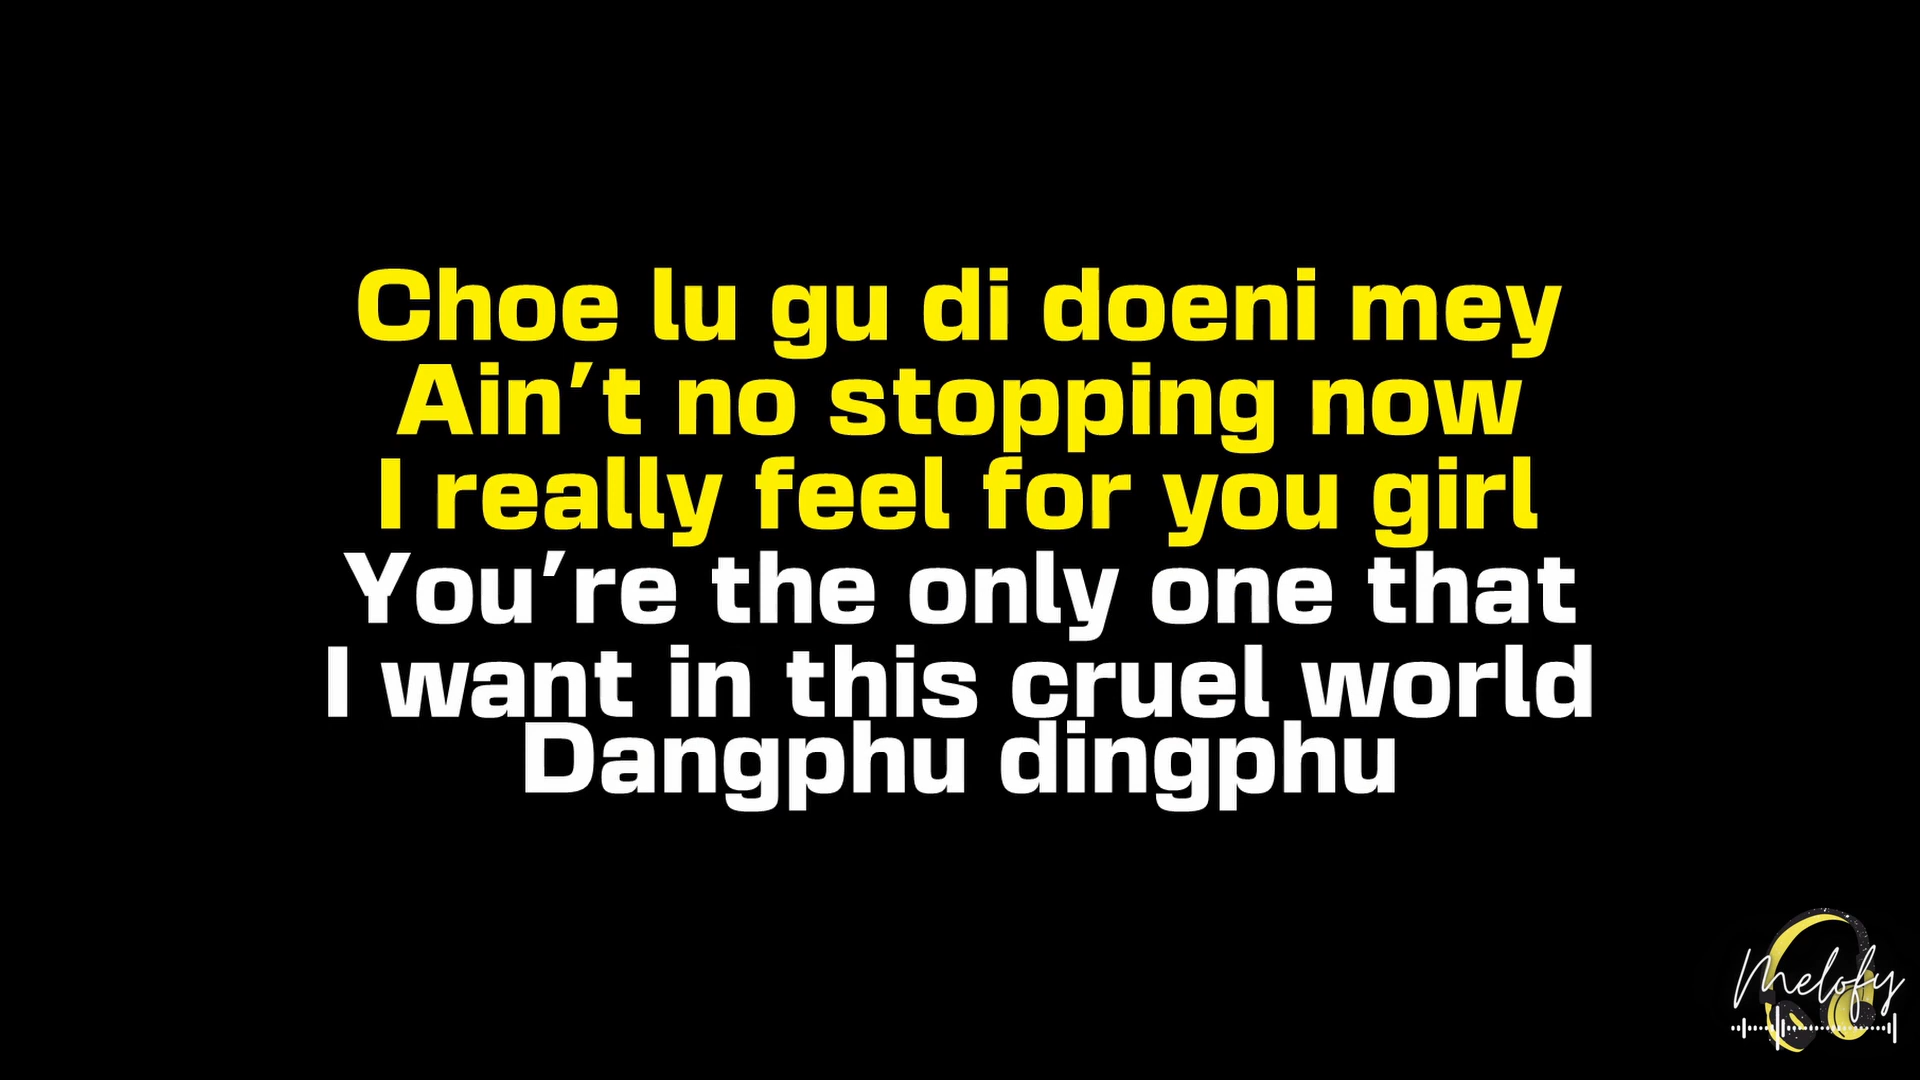 Choe lu gu di doeni mey
Ain’t no stopping now
I really feel for you girl
You’re the only one that
I want in this cruel world
Dangphu dingphu
Melofy